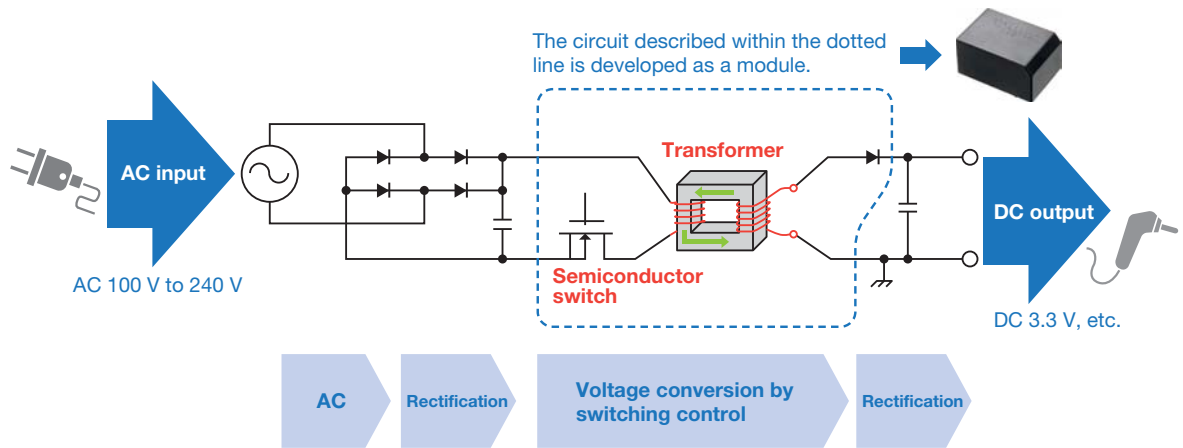 The circuit described within the dotted
line is developed as a module.
AC input
AC 100 V to 240 V
Transformer
Semiconductor
switch
DC output
DC 3.3 V, etc.
AC
Rectification
Voltage conversion by
switching control
Rectification